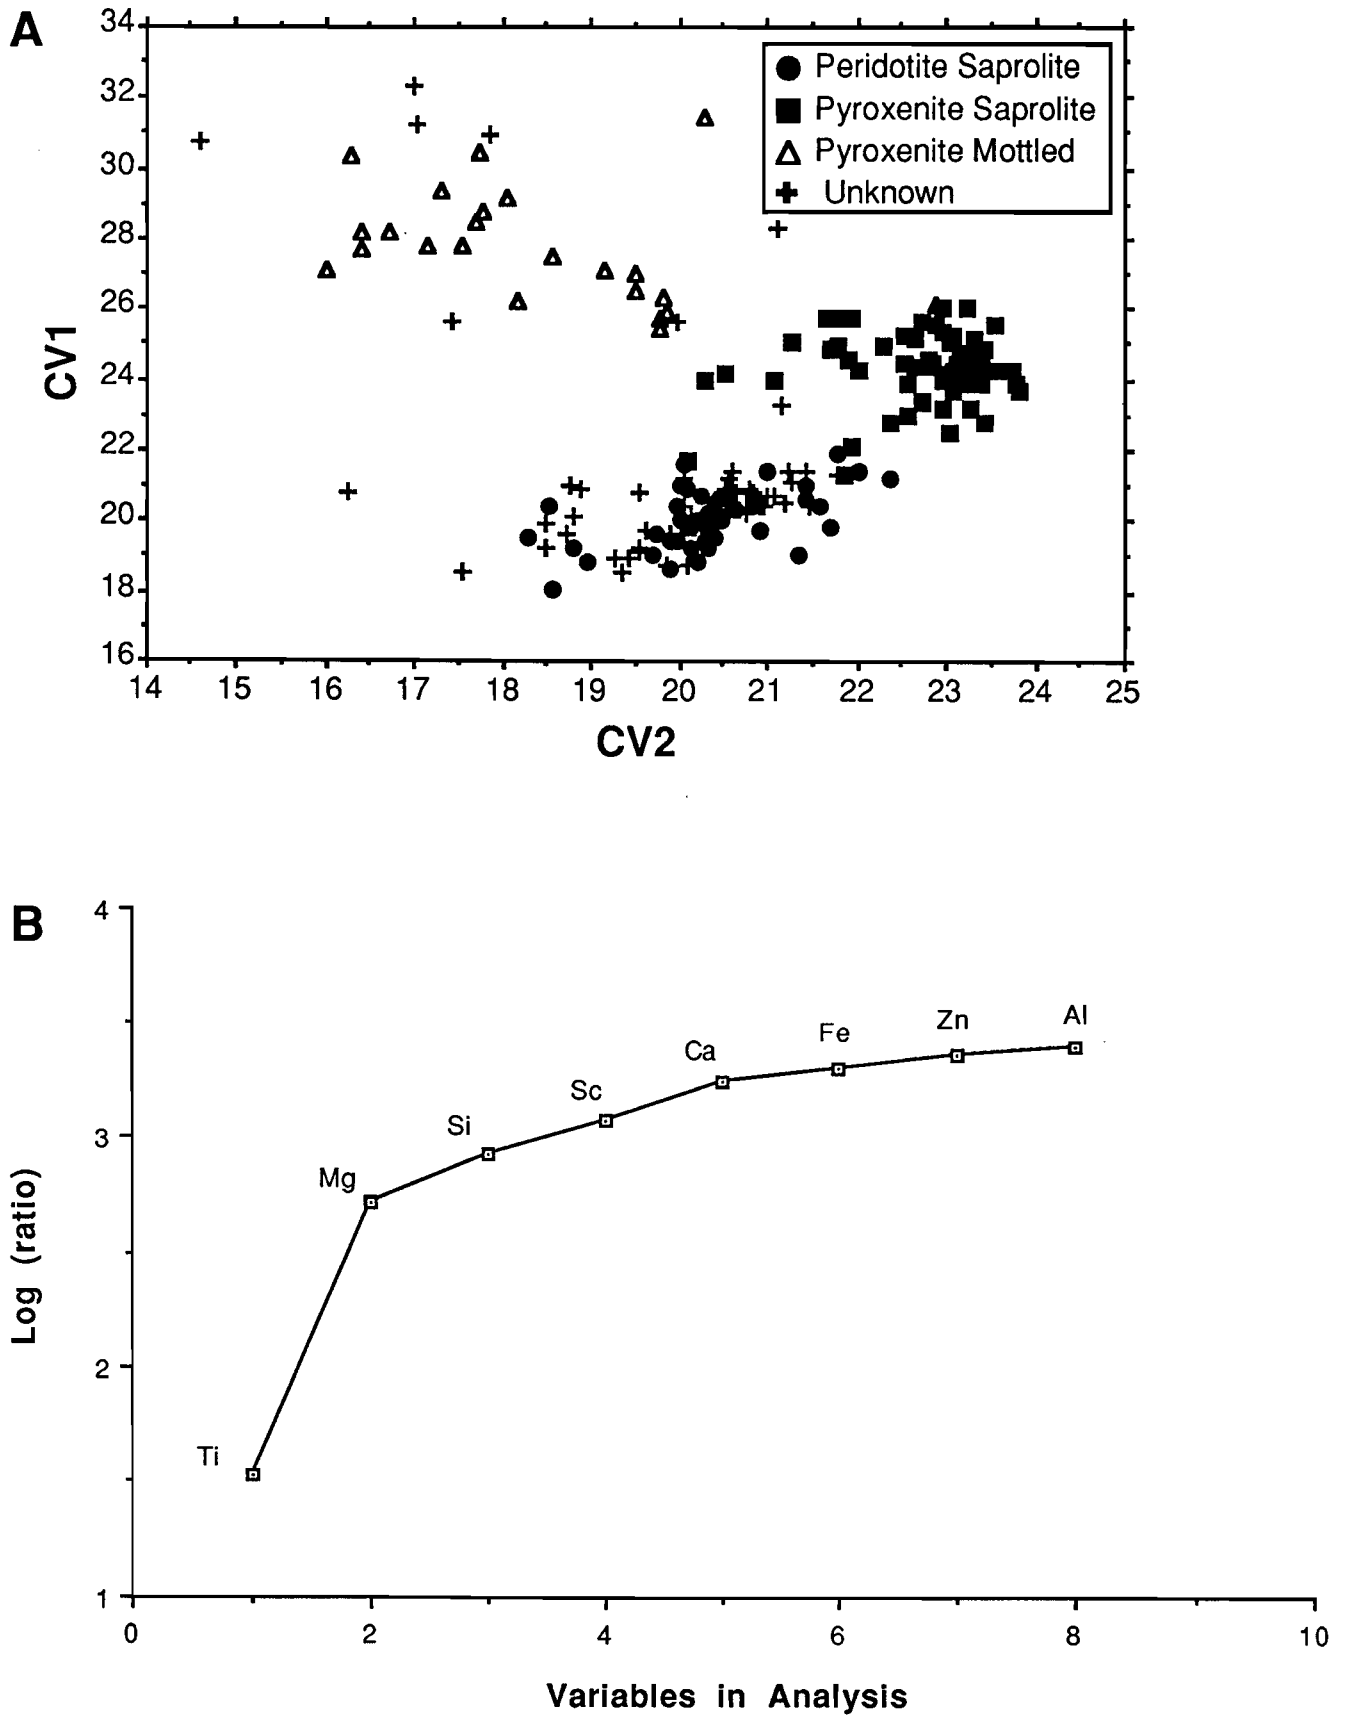 A
34
32
30
28
26
24
22
20
18
16
CV1
Peridotite Saprolite
Pyroxenite Saprolite
Pyroxenite Mottled
Unknown
14 15 16 17 18 19 20 21 22 23 24 25
CV2
B
4
3
2
1
Log (ratio)
Ti
Mg
Si
Sc
Ca
Fe
Zn
Al
0 2 4 6 8 10
Variables in Analysis